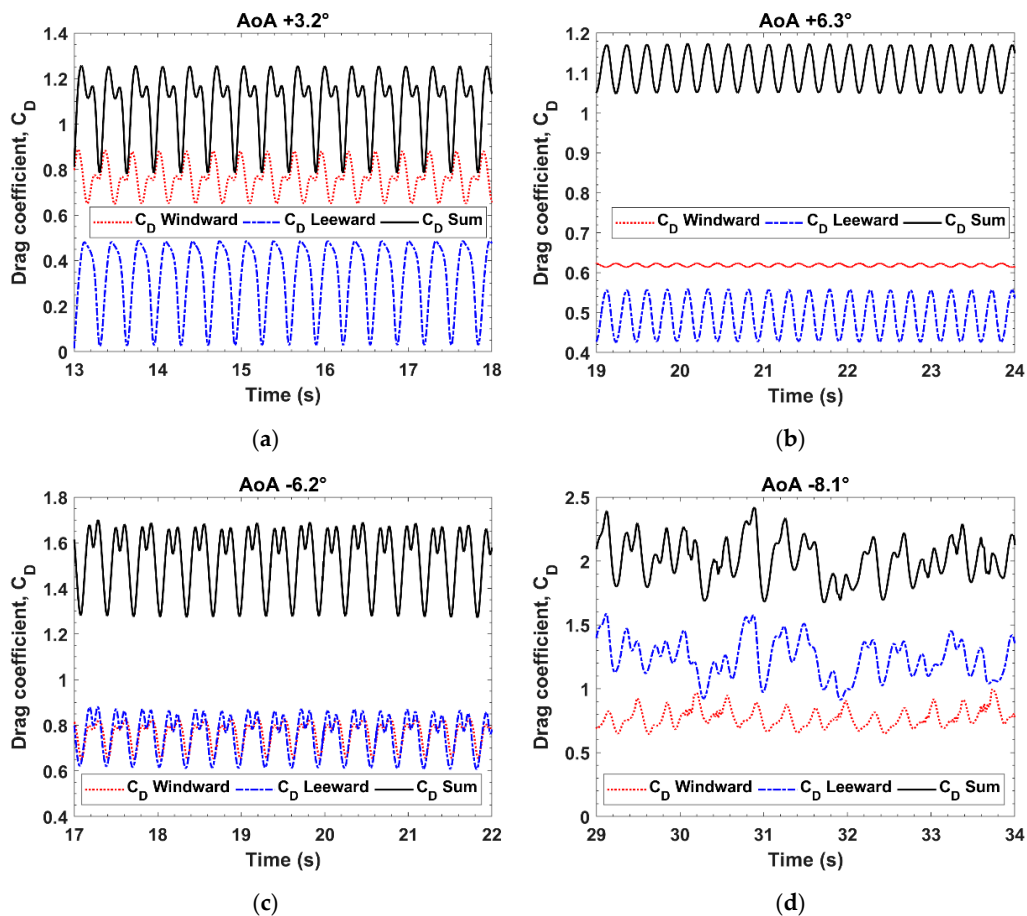 AoA +3.2°
1.4
1.2
1
0.8
0.6
0.4
0.2
0
Drag coefficient, C_D
C_D Windward C_D Leeward C_D Sum
13 14 15 16 17 18
Time (s)
(a)
AoA +6.3°
1.2
1.1
1
0.9
0.8
0.7
0.6
0.5
0.4
Drag coefficient, C_D
C_D Windward C_D Leeward C_D Sum
19 20 21 22 23 24
Time (s)
(b)
AoA -6.2°
1.8
1.6
1.4
1.2
1
0.8
0.6
0.4
Drag coefficient, C_D
C_D Windward C_D Leeward C_D Sum
17 18 19 20 21 22
Time (s)
(c)
AoA -8.1°
2.5
2
1.5
1
0.5
0
Drag coefficient, C_D
C_D Windward C_D Leeward C_D Sum
29 30 31 32 33 34
Time (s)
(d)